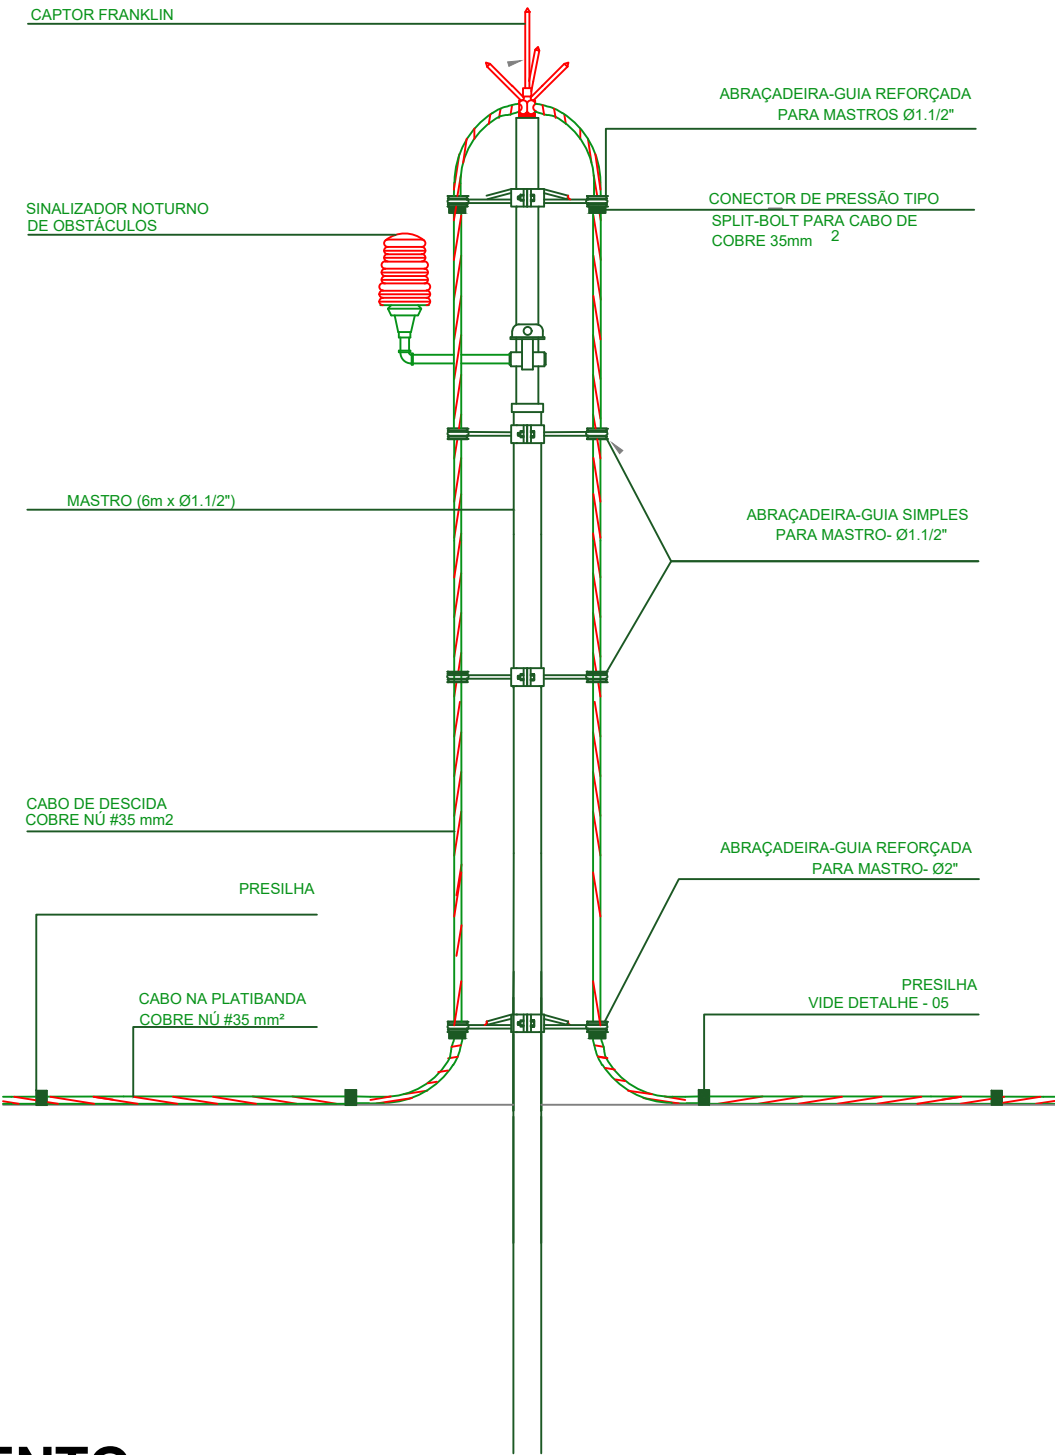 CAPTOR FRANKLIN
ABRAÇADEIRA-GUIA REFORÇADA
PARA MASTROS Ø1.1/2"
SINALIZADOR NOTURNO
DE OBSTÁCULOS
CONECTOR DE PRESSÃO TIPO
SPLIT-BOLT PARA CABO DE
COBRE 35mm 2
MASTRO (6m x Ø1.1/2")
ABRAÇADEIRA-GUIA SIMPLES
PARA MASTRO- Ø1.1/2"
CABO DE DESCIDA
COBRE NÚ #35 mm2
ABRAÇADEIRA-GUIA REFORÇADA
PARA MASTRO- Ø2"
PRESILHA
CABO NA PLATIBANDA
COBRE NÚ #35 mm²
PRESILHA
VIDE DETALHE - 05